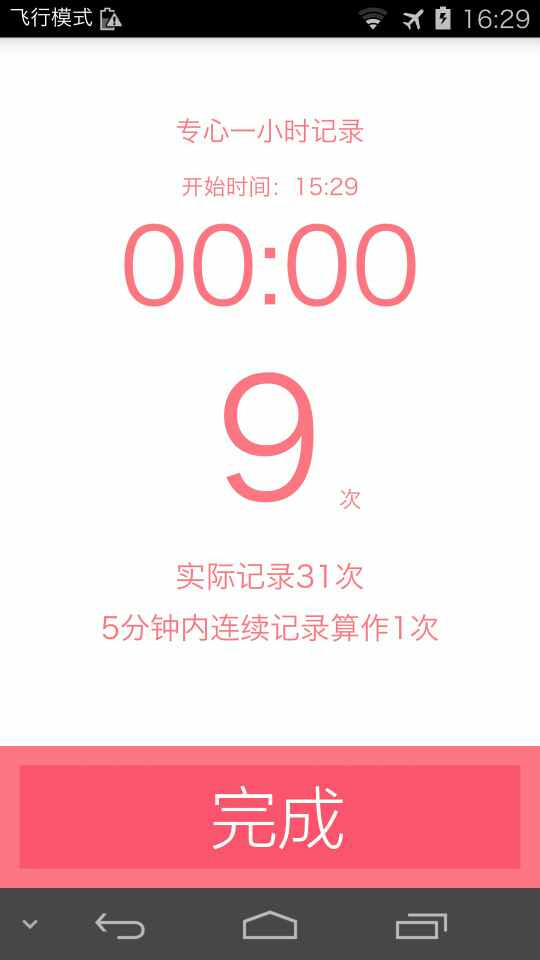 飞行模式 16:29
专心一小时记录
开始时间：15:29
00:00
9 次
实际记录31次
5分钟内连续记录算作1次
完成